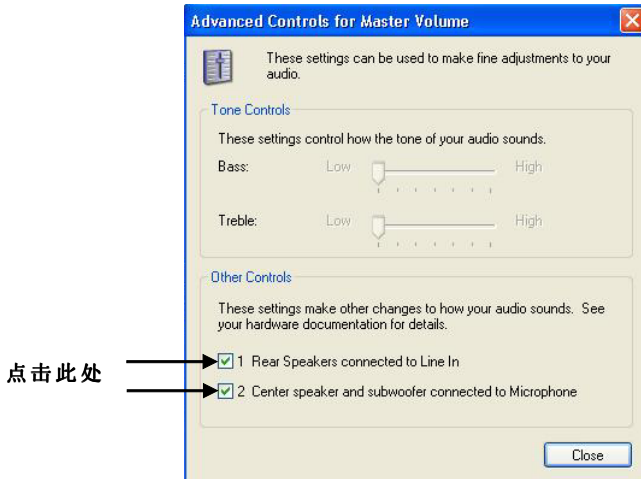 Advanced Controls for Master Volume
These settings can be used to make fine adjustments to your
audio.
Tone Controls
These settings control how the tone of your audio sounds.
Bass: Low High
Treble: Low High
Other Controls
These settings make other changes to how your audio sounds. See
your hardware documentation for details.
点击此处
1 Rear Speakers connected to Line In
2 Center speaker and subwoofer connected to Microphone
Close